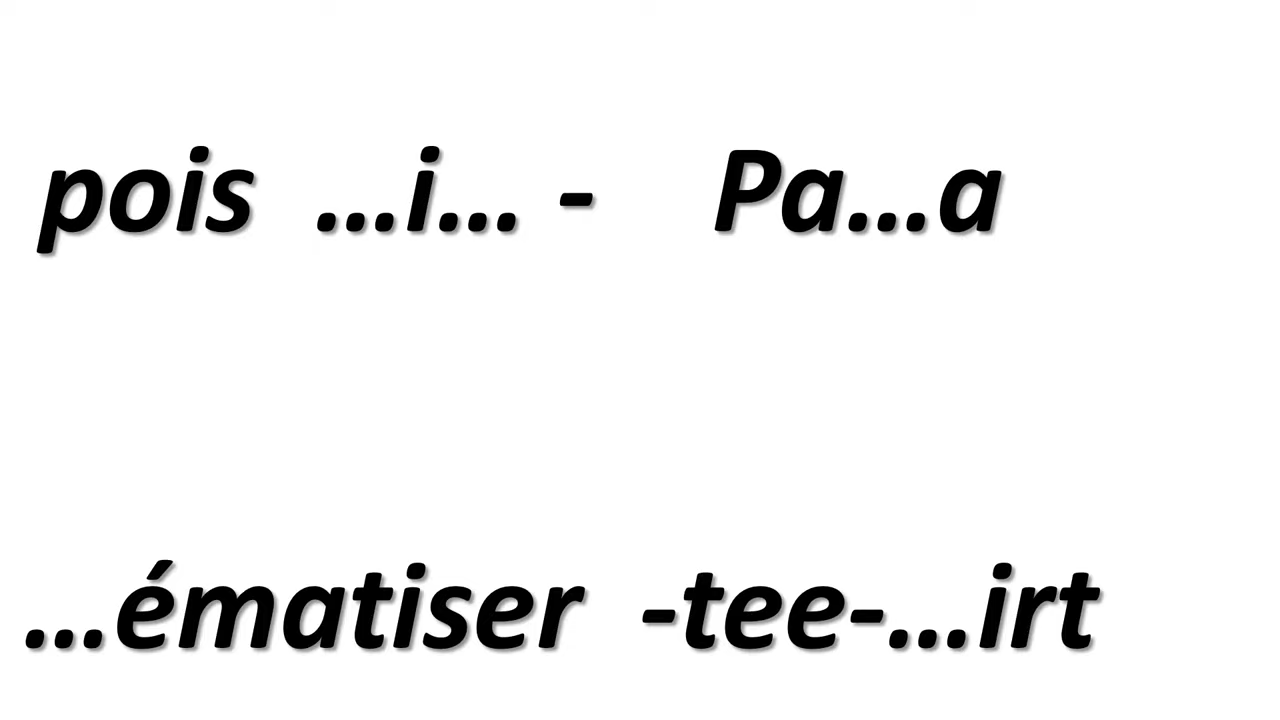 pois …i… - Pa…a
…ématiser -tee-…irt